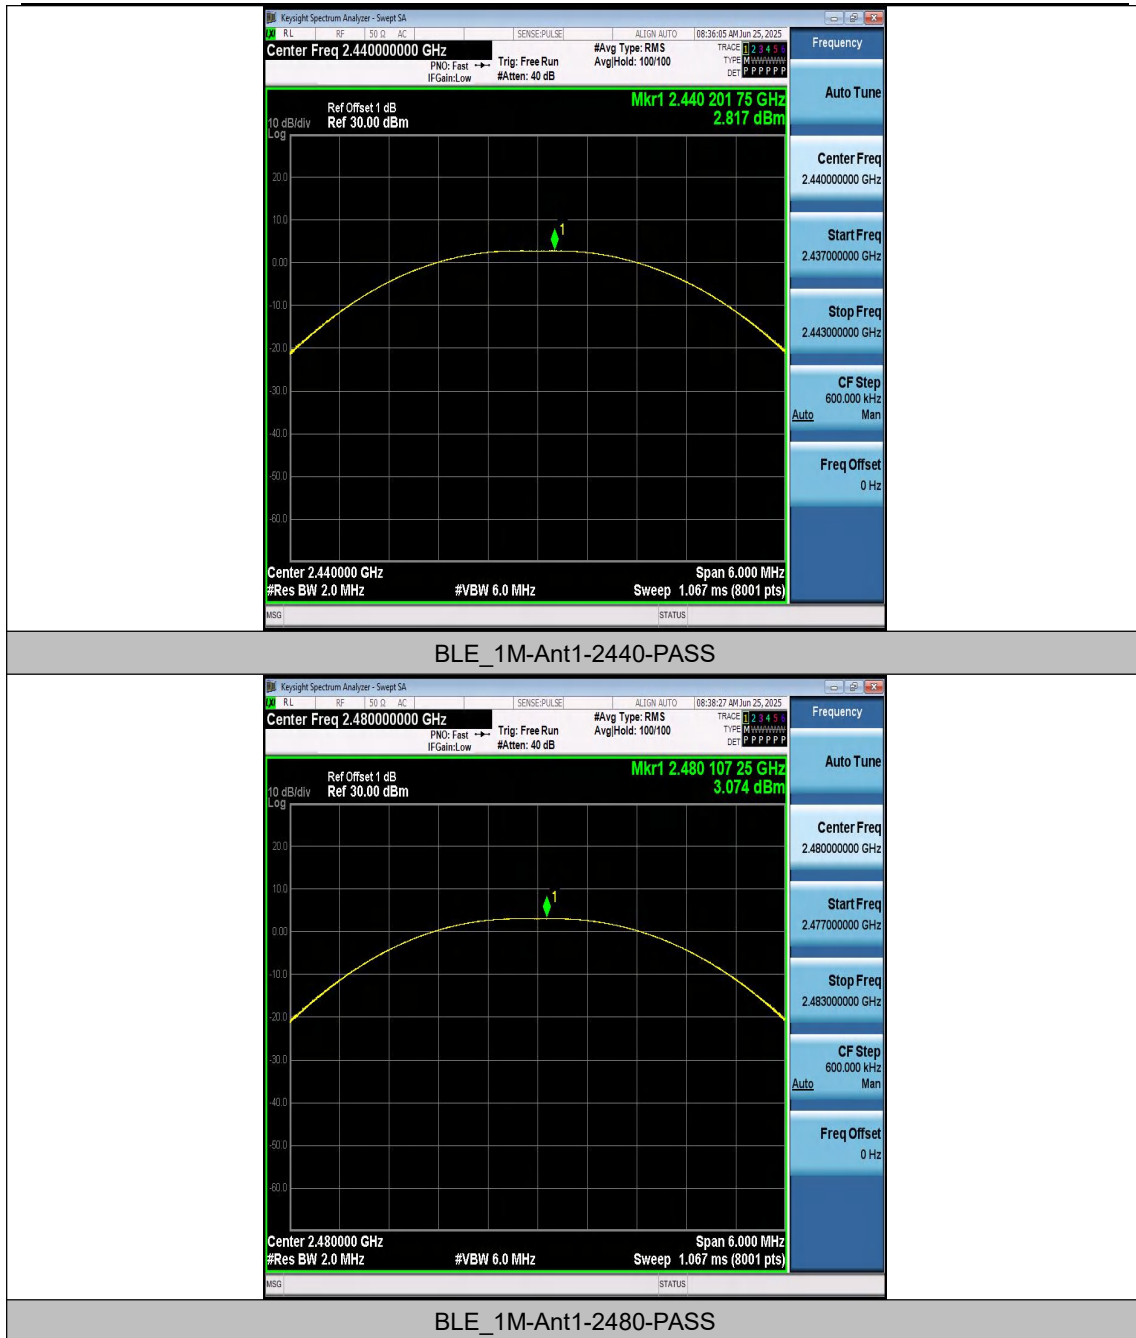 Keysight Spectrum Analyzer - Swept SA
RL RF 50 Ω AC SENSE:PULSE ALIGN AUTO 08:36:05 AM Jun 25, 2025
Center Freq 2.440000000 GHz
#Avg Type: RMS
TRACE 1 2 3 4 5 6
PNO: Fast
Trig: Free Run
Avg|Hold: 100/100
TYPE M WWWWW
IFGain:Low
#Atten: 40 dB
DET P P P P P P
Frequency
Auto Tune
Ref Offset 1 dB
Mkr1 2.440 201 75 GHz
10 dB/div
Ref 30.00 dBm
2.817 dBm
Log
20.0
10.0
0.00
-10.0
-20.0
-30.0
-40.0
-50.0
-60.0
1
Center Freq
2.440000000 GHz
Start Freq
2.437000000 GHz
Stop Freq
2.443000000 GHz
CF Step
600.000 kHz
Auto Man
Freq Offset
0 Hz
Center 2.440000 GHz
Span 6.000 MHz
#Res BW 2.0 MHz
#VBW 6.0 MHz
Sweep 1.067 ms (8001 pts)
MSG
STATUS
BLE_1M-Ant1-2440-PASS
Keysight Spectrum Analyzer - Swept SA
RL RF 50 Ω AC SENSE:PULSE ALIGN AUTO 08:38:27 AM Jun 25, 2025
Center Freq 2.480000000 GHz
#Avg Type: RMS
TRACE 1 2 3 4 5 6
PNO: Fast
Trig: Free Run
Avg|Hold: 100/100
TYPE M WWWWW
IFGain:Low
#Atten: 40 dB
DET P P P P P P
Frequency
Auto Tune
Ref Offset 1 dB
Mkr1 2.480 107 25 GHz
10 dB/div
Ref 30.00 dBm
3.074 dBm
Log
20.0
10.0
0.00
-10.0
-20.0
-30.0
-40.0
-50.0
-60.0
1
Center Freq
2.480000000 GHz
Start Freq
2.477000000 GHz
Stop Freq
2.483000000 GHz
CF Step
600.000 kHz
Auto Man
Freq Offset
0 Hz
Center 2.480000 GHz
Span 6.000 MHz
#Res BW 2.0 MHz
#VBW 6.0 MHz
Sweep 1.067 ms (8001 pts)
MSG
STATUS
BLE_1M-Ant1-2480-PASS